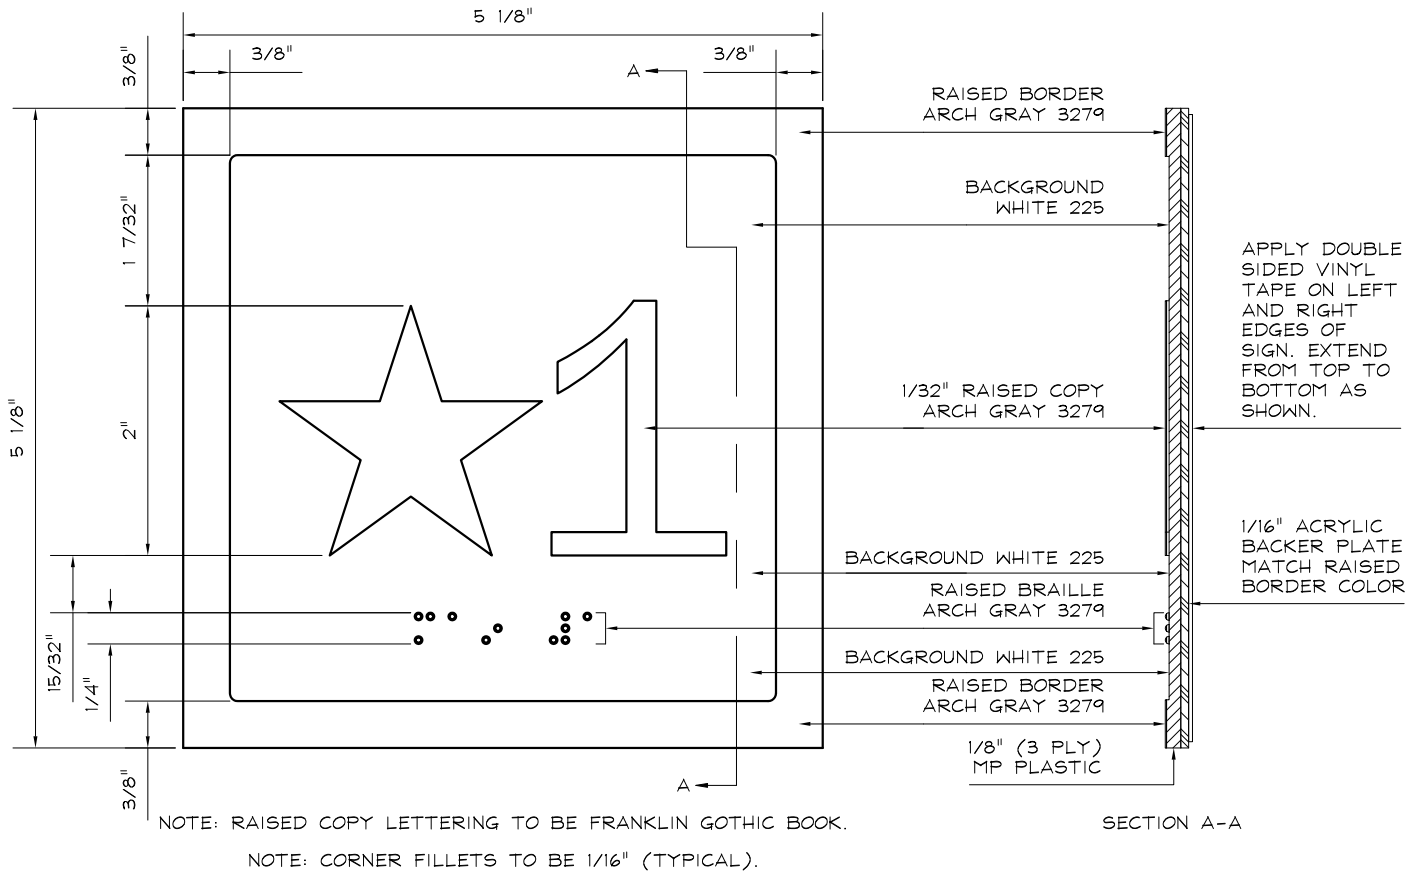 5 1/8"
3/8"
3/8"
3/8"
A
RAISED BORDER
ARCH GRAY 3279
1 7/32"
BACKGROUND
WHITE 225
APPLY DOUBLE
SIDED VINYL
TAPE ON LEFT
AND RIGHT
EDGES OF
SIGN. EXTEND
FROM TOP TO
BOTTOM AS
SHOWN.
5 1/8"
2"
1
1/32" RAISED COPY
ARCH GRAY 3279
1/16" ACRYLIC
BACKER PLATE
MATCH RAISED
BORDER COLOR
BACKGROUND WHITE 225
RAISED BRAILLE
ARCH GRAY 3279
15/32"
1/4"
BACKGROUND WHITE 225
RAISED BORDER
ARCH GRAY 3279
1/8" (3 PLY)
MP PLASTIC
3/8"
A
NOTE: RAISED COPY LETTERING TO BE FRANKLIN GOTHIC BOOK.
SECTION A-A
NOTE: CORNER FILLETS TO BE 1/16" (TYPICAL).